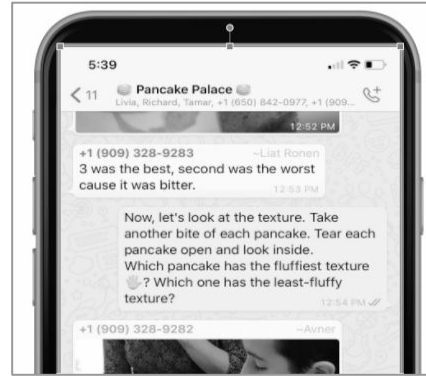 5:39
11
Pancake Palace
Livia, Richard, Tamar, +1 (650) 842-0977, +1 (909...
12:52 PM
+1 (909) 328-9283 ~Liat Ronen
3 was the best, second was the worst
cause it was bitter.
12:53 PM
Now, let's look at the texture. Take
another bite of each pancake. Tear each
pancake open and look inside.
Which pancake has the fluffiest texture
🖐? Which one has the least-fluffy
texture?
12:54 PM
+1 (909) 328-9282 ~Avner